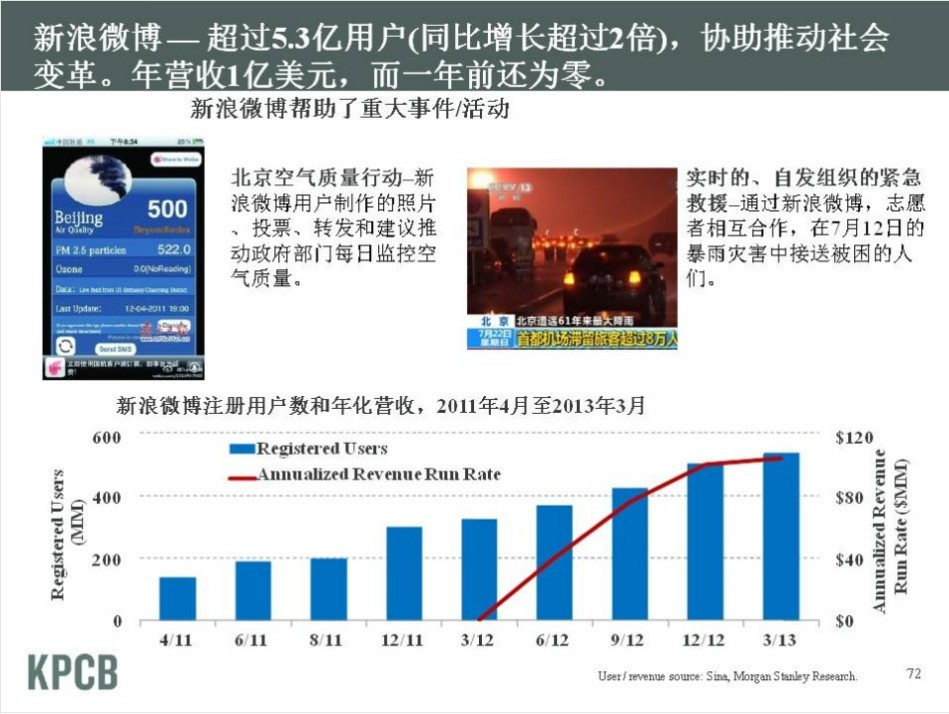 新浪微博— 超过5.3亿用户(同比增长超过2倍)，协助推动社会
变革。年营收1亿美元，而一年前还为零。
新浪微博帮助了重大事件/活动
Beijing
Air Quality
500
BeyondIndex
PM 2.5 particles 522.0
Ozone 0.0(NoReading)
Last Update: 12-04-2011 19:00
Send SMS
北京空气质量行动–新
浪微博用户制作的照片
、投票、转发和建议推
动政府部门每日监控空
气质量。
北 京 北京遭遇61年来最大降雨
7月22日
星期日
首都机场滞留旅客超过8万人
实时的、自发组织的紧急
救援–通过新浪微博，志愿
者相互合作，在7月12日的
暴雨灾害中接送被困的人
们。
新浪微博注册用户数和年化营收，2011年4月至2013年3月
Registered Users
(MM)
600
400
200
0
Registered Users
Annualized Revenue Run Rate
$120
$80
$40
$0
Annualized Revenue
Run Rate ($MM)
4/11 6/11 8/11 12/11 3/12 6/12 9/12 12/12 3/13
KPCB
User / revenue source: Sina, Morgan Stanley Research.
72